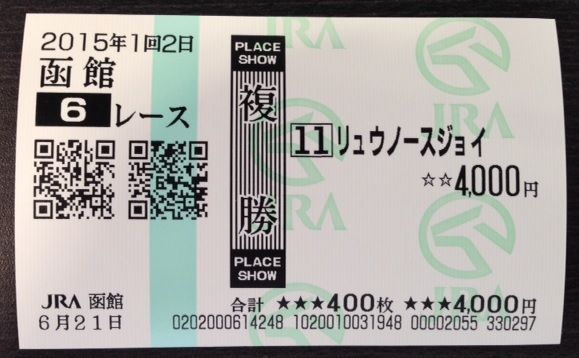 2015年1回2日
函館
6 レース
PLACE
SHOW
複勝
PLACE
SHOW
11 リュウノースジョイ
☆☆4,000円
JRA
JRA
JRA
JRA 函館
6月21日
合計 ★★★400枚 ★★★4,000円
0202000614248 1020010031948 00002055 330297